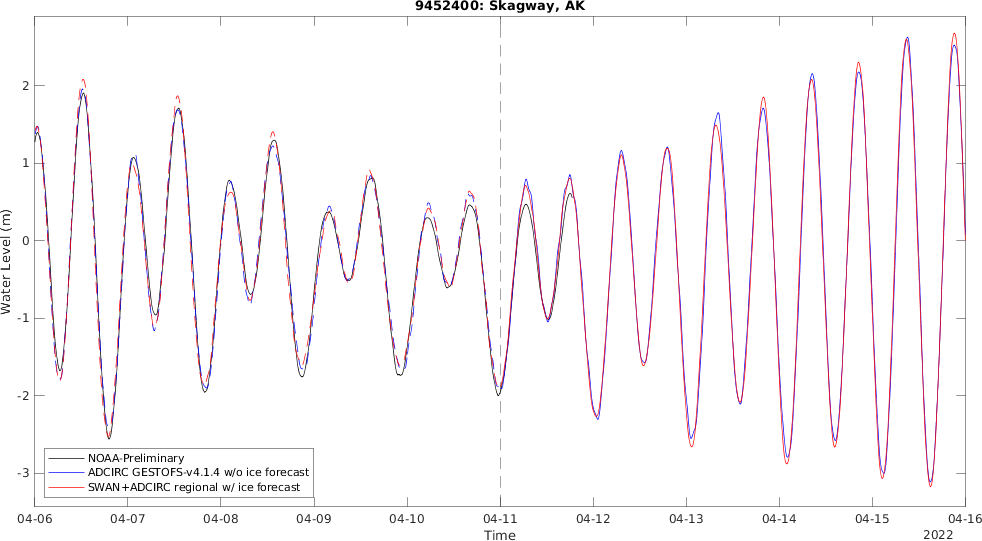 9452400: Skagway, AK
Water Level (m)
2
1
0
-1
-2
-3
NOAA-Preliminary
ADCIRC GESTOFS-v4.1.4 w/o ice forecast
SWAN+ADCIRC regional w/ ice forecast
04-06 04-07 04-08 04-09 04-10 04-11 04-12 04-13 04-14 04-15 04-16
Time
2022